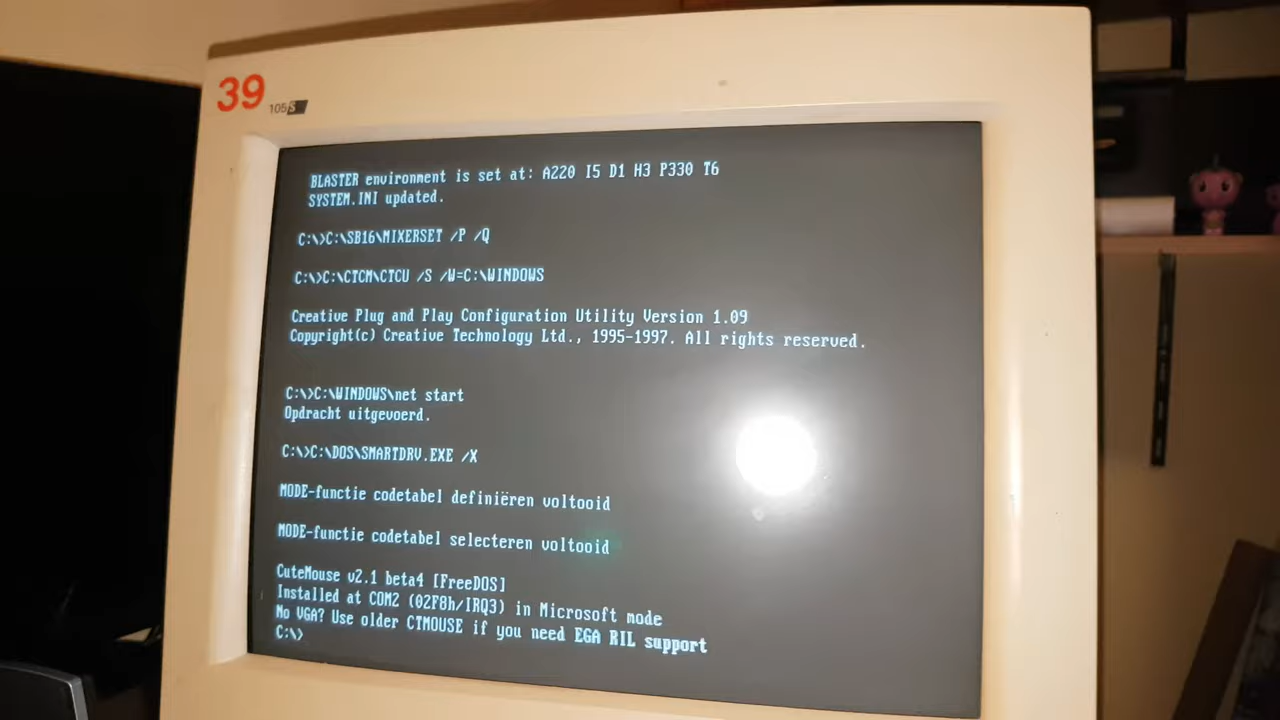 39
105S
BLASTER environment is set at: A220 I5 D1 H3 P330 T6
SYSTEM.INI updated.
C:\>C:\SB16\MIXERSET /P /Q
C:\>C:\CTCM\CTCU /S /W=C:\WINDOWS
Creative Plug and Play Configuration Utility Version 1.09
Copyright(c) Creative Technology Ltd., 1995-1997. All rights reserved.
C:\>C:\WINDOWS\net start
Opdracht uitgevoerd.
C:\>C:\DOS\SMARTDRV.EXE /X
MODE-functie codetabel definiëren voltooid
MODE-functie codetabel selecteren voltooid
CuteMouse v2.1 beta4 [FreeDOS]
Installed at COM2 (02F8h/IRQ3) in Microsoft mode
No VGA? Use older CTMOUSE if you need EGA RIL support
C:\>